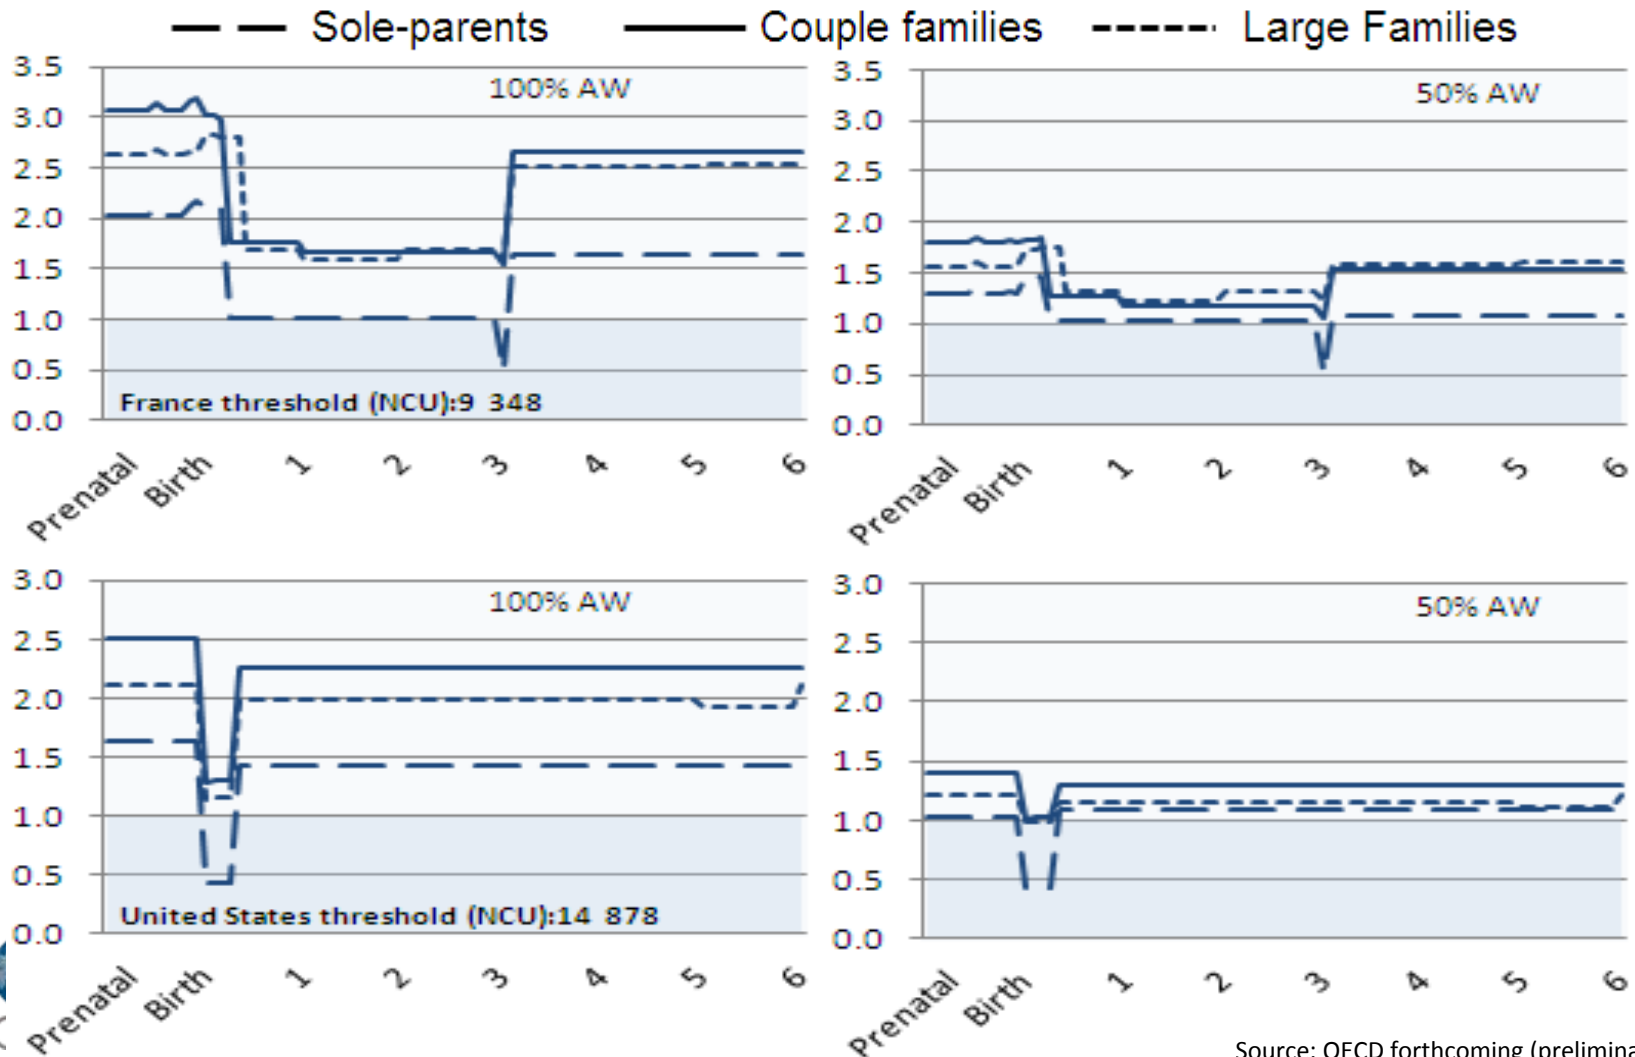 Sole-parents Couple families Large Families
3.5
3.0
2.5
2.0
1.5
1.0
0.5
0.0
100% AW
France threshold (NCU):9 348
Prenatal Birth 1 2 3 4 5 6
3.5
3.0
2.5
2.0
1.5
1.0
0.5
0.0
50% AW
Prenatal Birth 1 2 3 4 5 6
3.0
2.5
2.0
1.5
1.0
0.5
0.0
100% AW
United States threshold (NCU):14 878
Prenatal Birth 1 2 3 4 5 6
3.0
2.5
2.0
1.5
1.0
0.5
0.0
50% AW
Prenatal Birth 1 2 3 4 5 6
Source: OECD forthcoming (prelimina